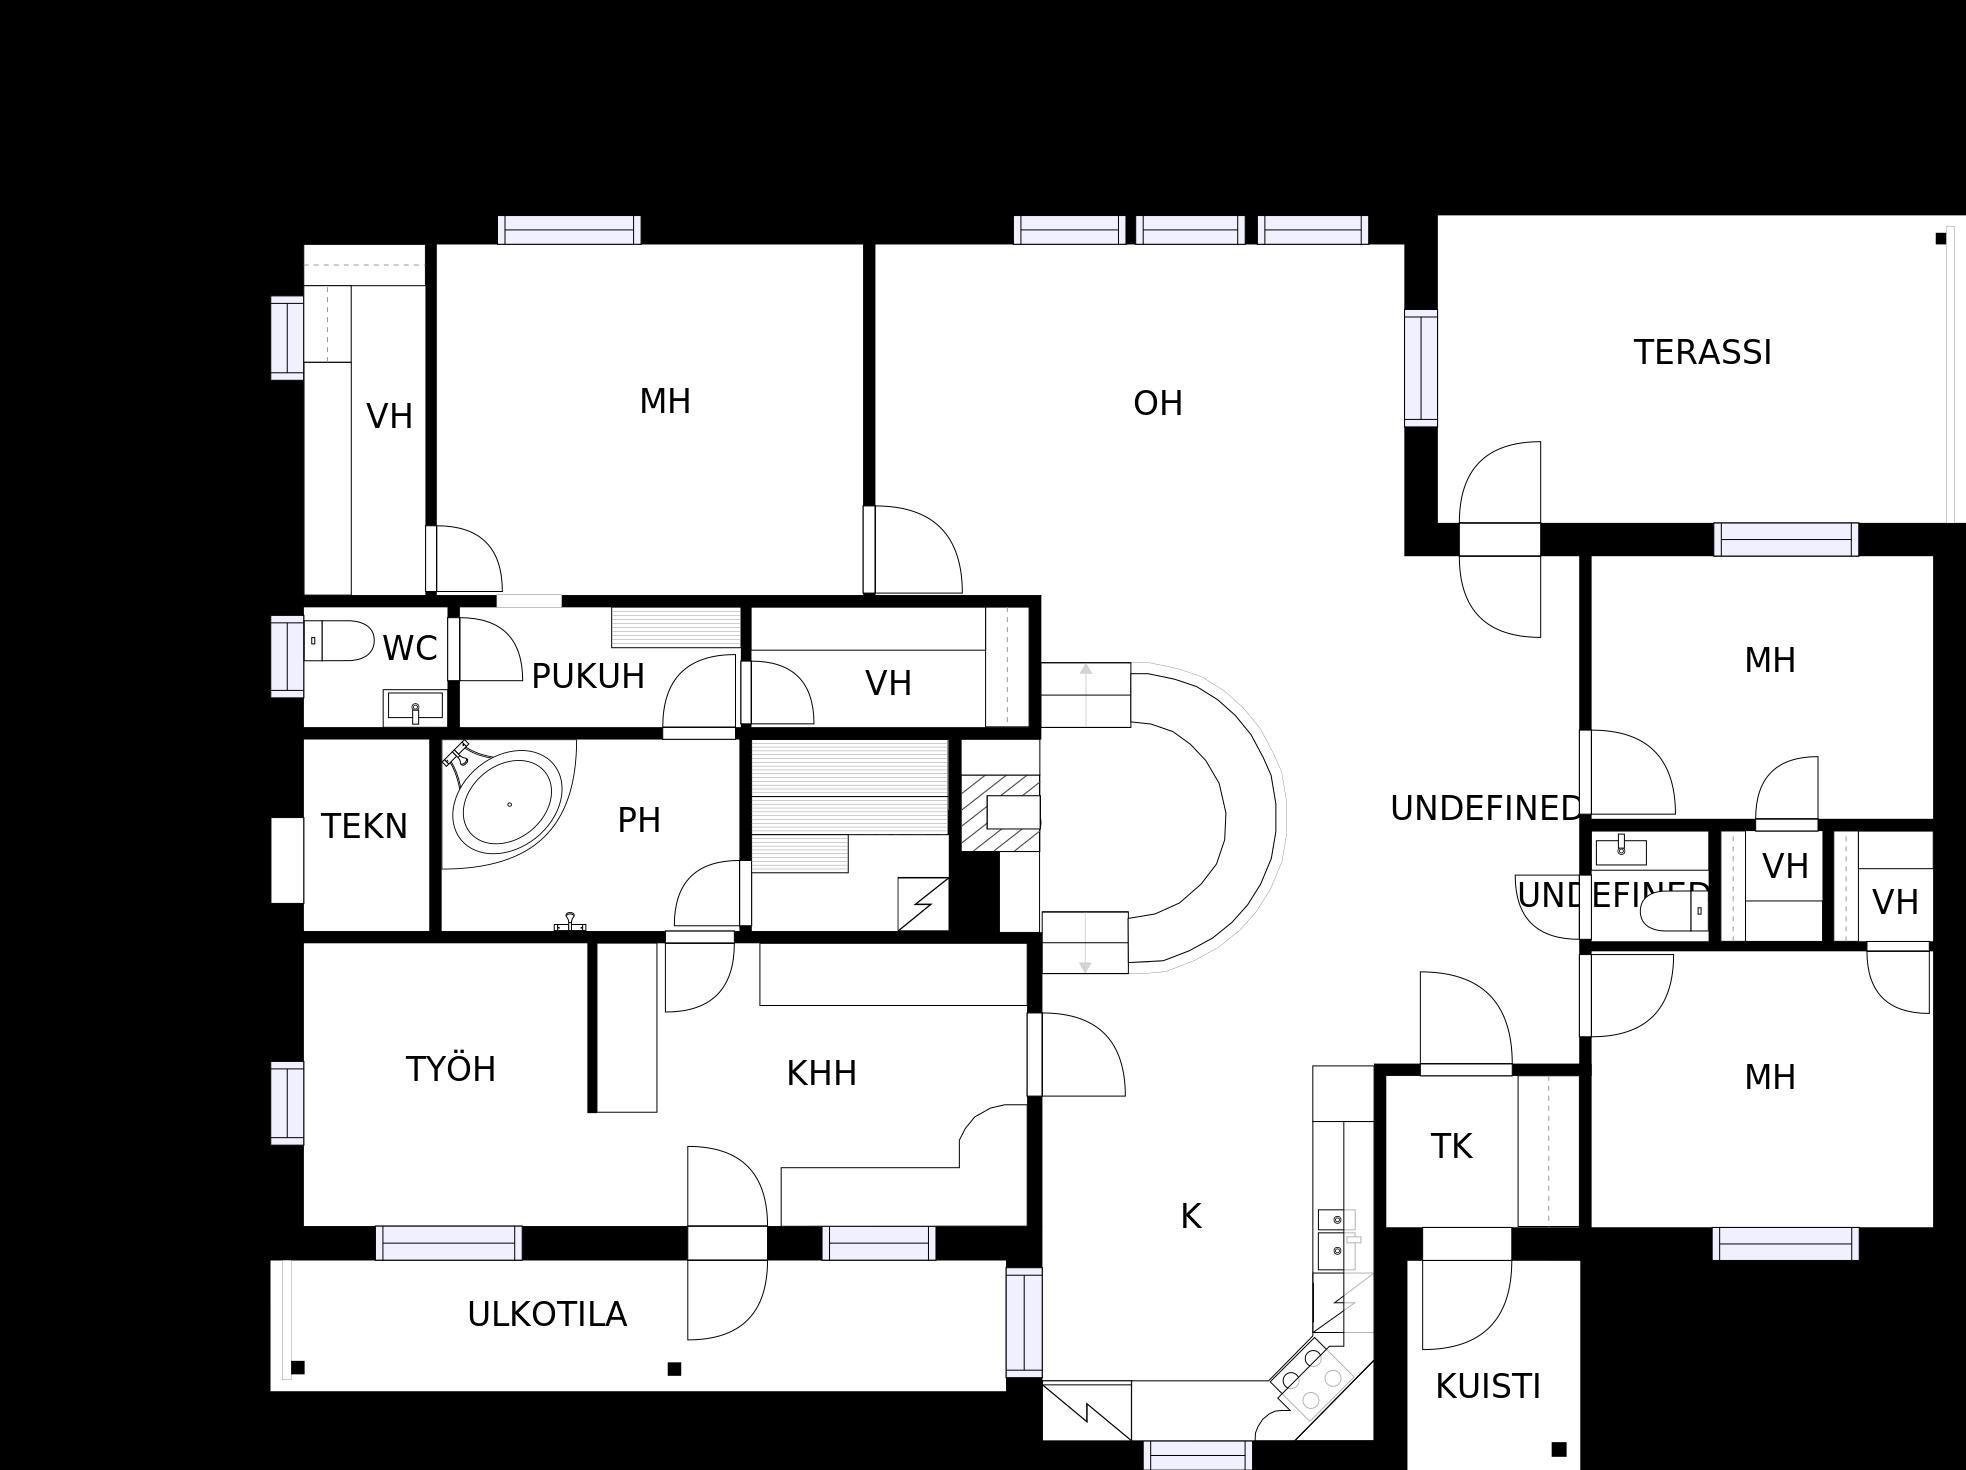 TERASSI
MH
OH
VH
WC
PUKUH
VH
MH
TEKN
PH
UNDEFINED
VH
UNDEFINED
VH
TYÖH
KHH
MH
TK
K
ULKOTILA
KUISTI